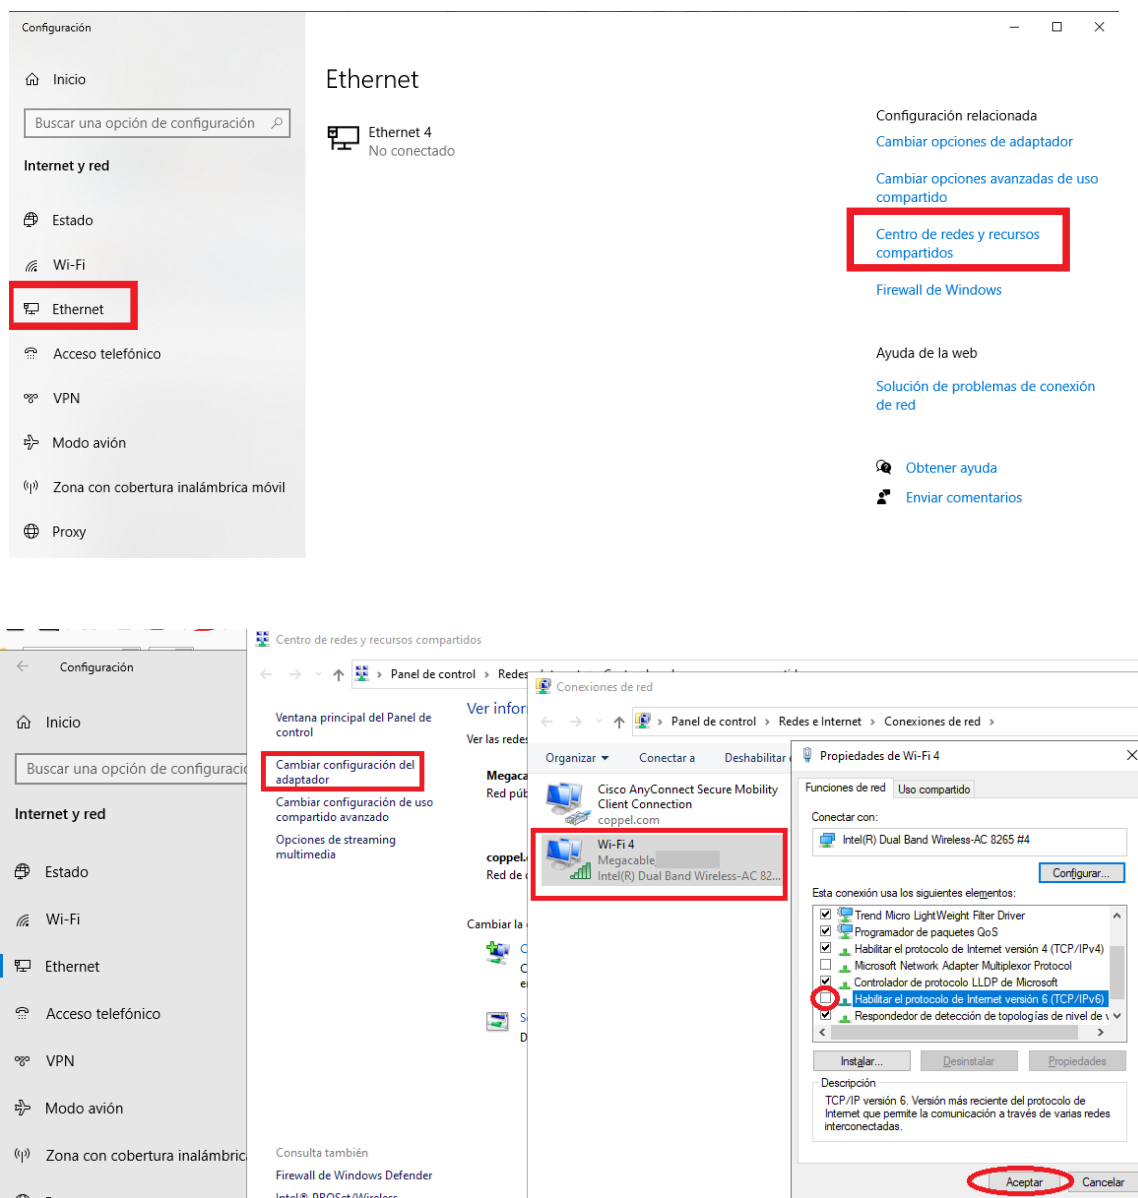 Configuración
Inicio
Buscar una opción de configuración
Internet y red
Estado
Wi-Fi
Ethernet
Acceso telefónico
VPN
Modo avión
Zona con cobertura inalámbrica móvil
Proxy
Ethernet
Ethernet 4
No conectado
Configuración relacionada
Cambiar opciones de adaptador
Cambiar opciones avanzadas de uso
compartido
Centro de redes y recursos
compartidos
Firewall de Windows
Ayuda de la web
Solución de problemas de conexión
de red
Obtener ayuda
Enviar comentarios
Configuración
Inicio
Buscar una opción de configuració
Internet y red
Estado
Wi-Fi
Ethernet
Acceso telefónico
VPN
Modo avión
Zona con cobertura inalámbric
Centro de redes y recursos compartidos
Panel de control > Redes
Ventana principal del Panel de
control
Cambiar configuración del
adaptador
Cambiar configuración de uso
compartido avanzado
Opciones de streaming
multimedia
Consulta también
Firewall de Windows Defender
Intel® PROSet/Wireless
Ver infor
Ver las redes
Megaca
Red púb
coppel.
Red de
Cambiar la
Conexiones de red
Panel de control > Redes e Internet > Conexiones de red >
Organizar Conectar a Deshabilitar
Cisco AnyConnect Secure Mobility
Client Connection
coppel.com
Wi-Fi 4
Megacable
Intel(R) Dual Band Wireless-AC 82...
Propiedades de Wi-Fi 4
Funciones de red Uso compartido
Conectar con:
Intel(R) Dual Band Wireless-AC 8265 #4
Configurar...
Esta conexión usa los siguientes elementos:
Trend Micro LightWeight Filter Driver
Programador de paquetes QoS
Habilitar el protocolo de Internet versión 4 (TCP/IPv4)
Microsoft Network Adapter Multiplexor Protocol
Controlador de protocolo LLDP de Microsoft
Habilitar el protocolo de Internet versión 6 (TCP/IPv6)
Respondedor de detección de topologías de nivel de v
Instalar... Desinstalar Propiedades
Descripción
TCP/IP versión 6. Versión más reciente del protocolo de
Internet que permite la comunicación a través de varias redes
interconectadas.
Aceptar Cancelar